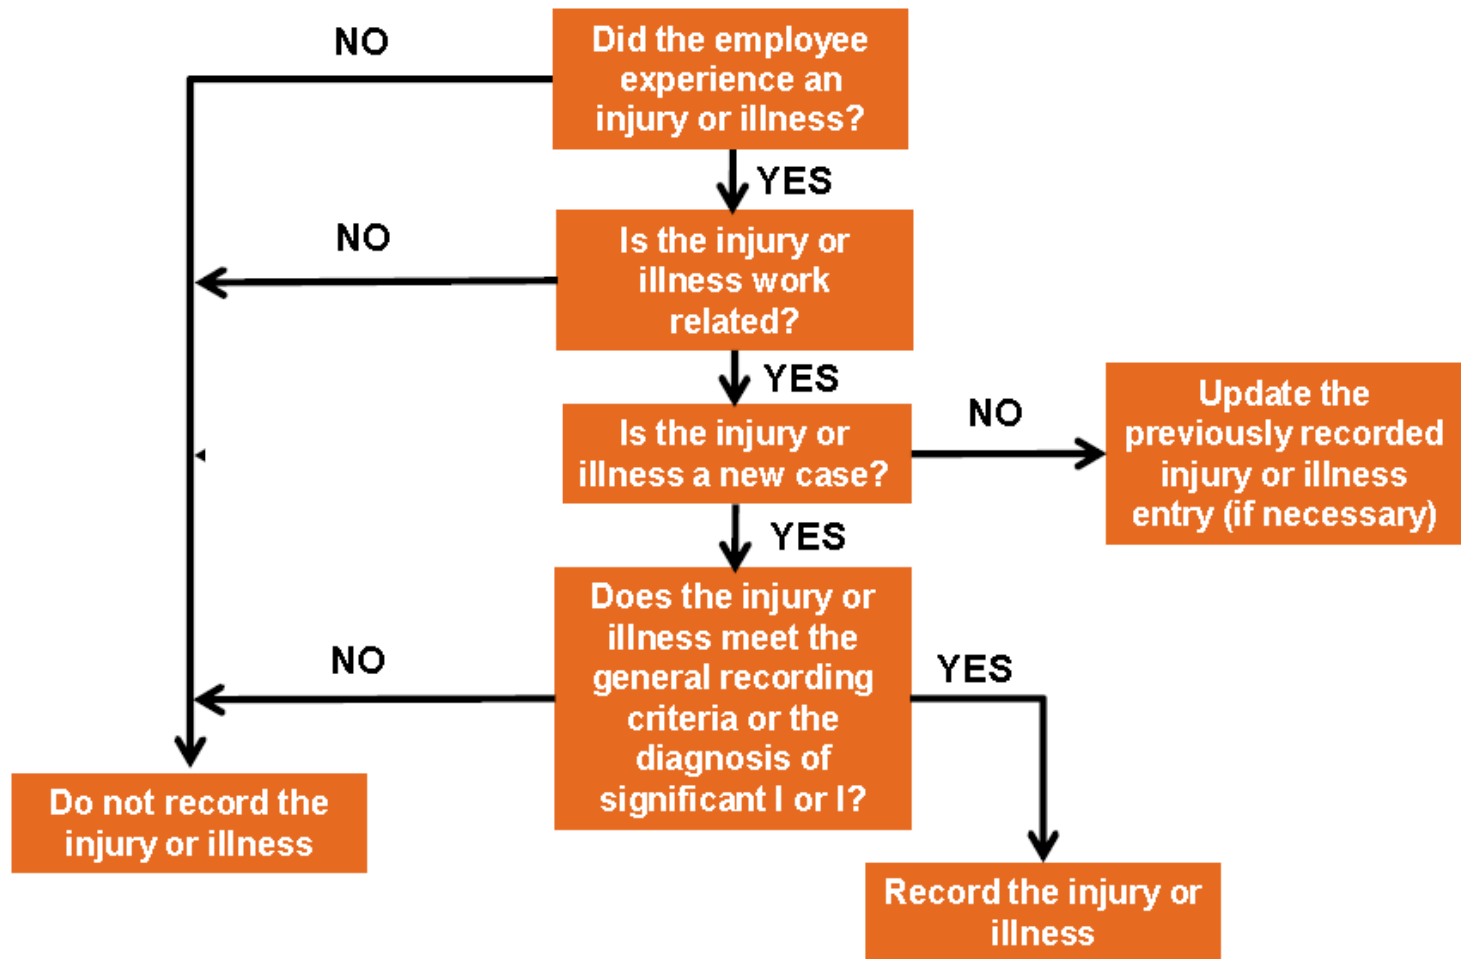 NO
Did the employee
experience an
injury or illness?
YES
NO
Is the injury or
illness work
related?
YES
Is the injury or
illness a new case?
NO
Update the
previously recorded
injury or illness
entry (if necessary)
YES
Does the injury or
illness meet the
general recording
criteria or the
diagnosis of
significant I or I?
NO
YES
Do not record the
injury or illness
Record the injury or
illness